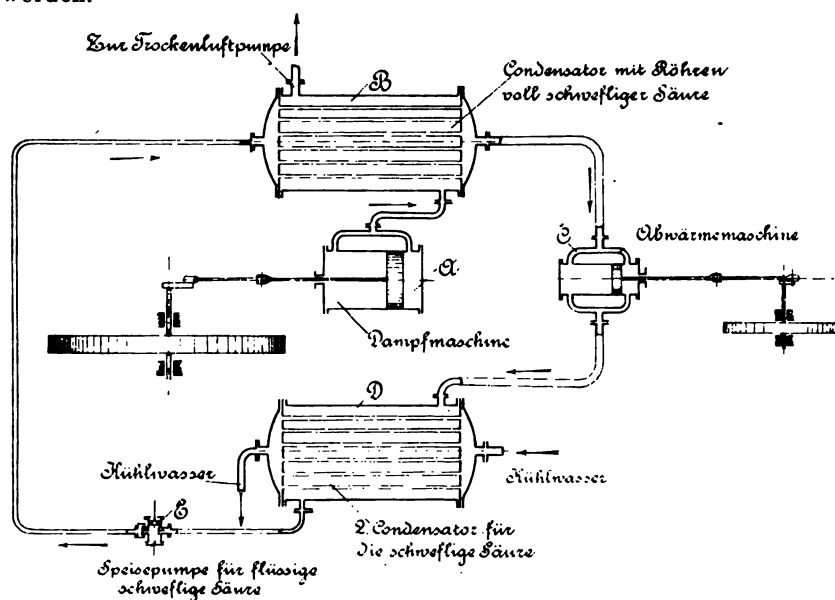 werden.
Zur Trockenluftpumpe
B
Condensator mit Röhren
voll schwefliger Säure
C
Abwärmemaschine
A
Dampfmaschine
D
Kühlwasser
Kühlwasser
E
2. Condensator für
die schweflige Säure
Speisepumpe für flüssige
schweflige Säure